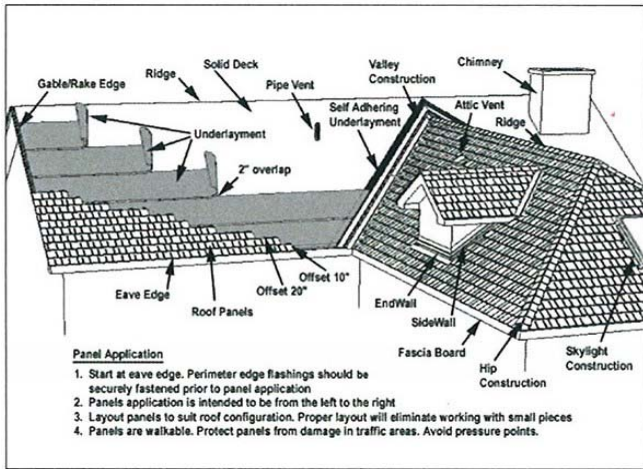 Gable/Rake Edge
Ridge
Solid Deck
Pipe Vent
Valley
Construction
Chimney
Attic Vent
Self Adhering
Underlayment
Ridge
Underlayment
2" overlap
Eave Edge
Roof Panels
Offset 20"
Offset 10"
EndWall
SideWall
Fascia Board
Hip
Construction
Skylight
Construction
Panel Application
1. Start at eave edge. Perimeter edge flashings should be
securely fastened prior to panel application
2. Panels application is intended to be from the left to the right
3. Layout panels to suit roof configuration. Proper layout will eliminate working with small pieces
4. Panels are walkable. Protect panels from damage in traffic areas. Avoid pressure points.